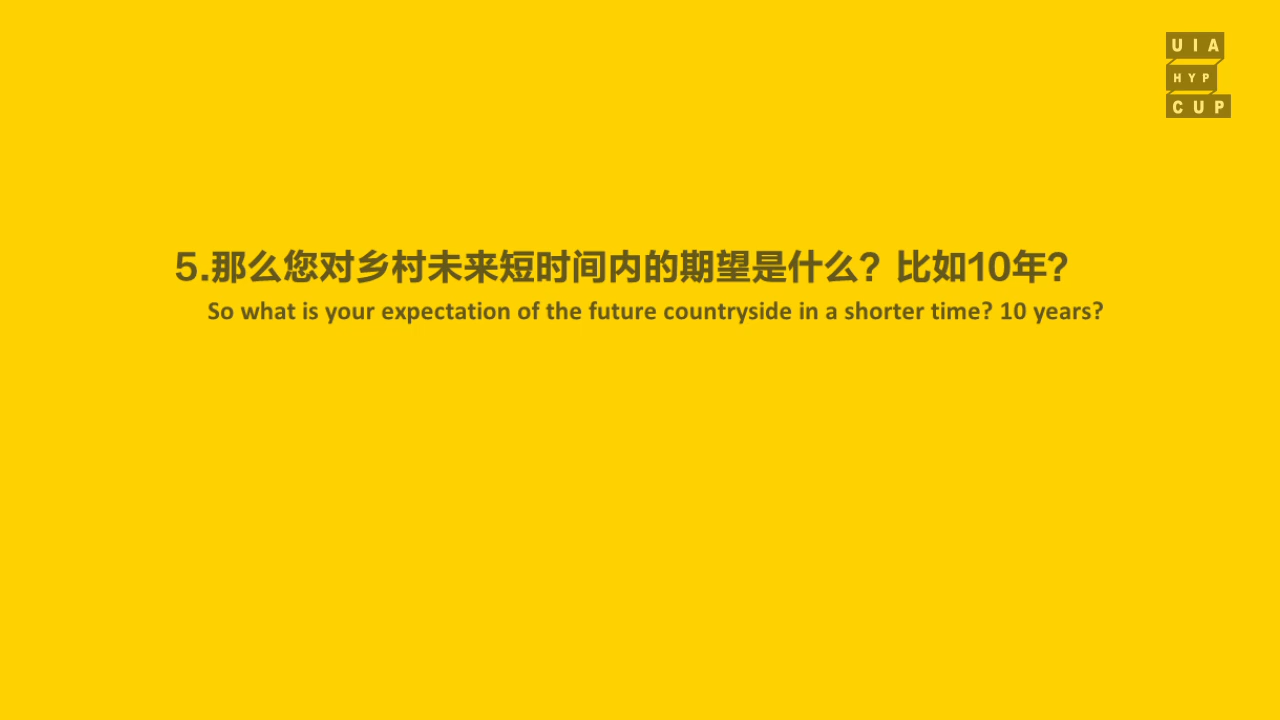 UIA
HYP
CUP
5.那么您对乡村未来短时间内的期望是什么？比如10年？
So what is your expectation of the future countryside in a shorter time? 10 years?